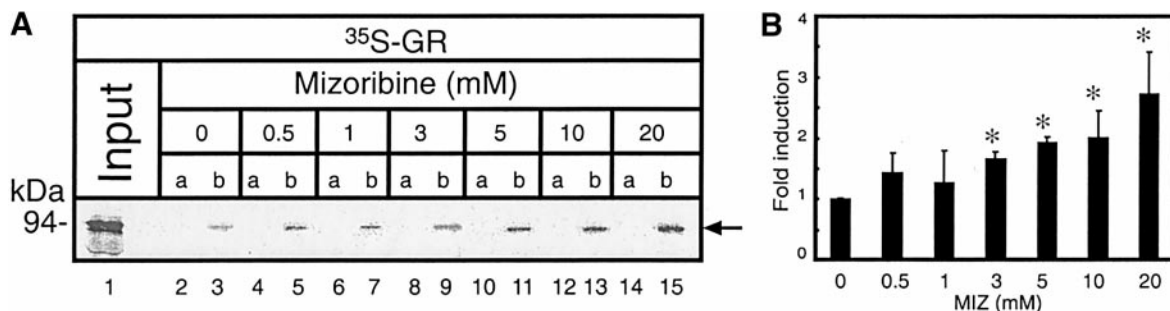 A
³⁵S-GR
Input
Mizoribine (mM)
0 0.5 1 3 5 10 20
a b a b a b a b a b a b a b
kDa
94-
1 2 3 4 5 6 7 8 9 10 11 12 13 14 15
B
Fold induction
4
3
2
1
0
* * * *
0 0.5 1 3 5 10 20
MIZ (mM)